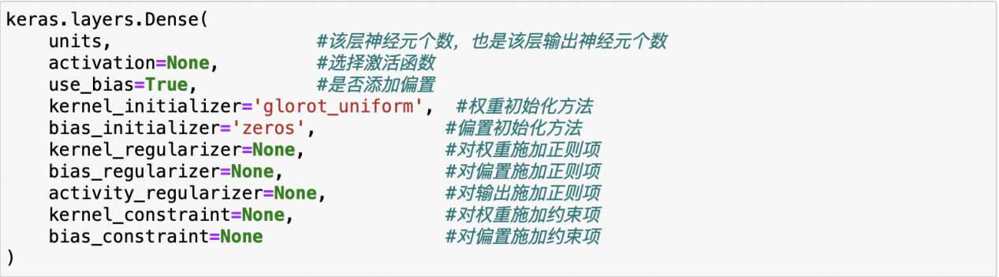 keras.layers.Dense(
    units,                   #该层神经元个数，也是该层输出神经元个数
    activation=None,         #选择激活函数
    use_bias=True,           #是否添加偏置
    kernel_initializer='glorot_uniform',  #权重初始化方法
    bias_initializer='zeros',            #偏置初始化方法
    kernel_regularizer=None,             #对权重施加正则项
    bias_regularizer=None,               #对偏置施加正则项
    activity_regularizer=None,           #对输出施加正则项
    kernel_constraint=None,              #对权重施加约束项
    bias_constraint=None                 #对偏置施加约束项
)